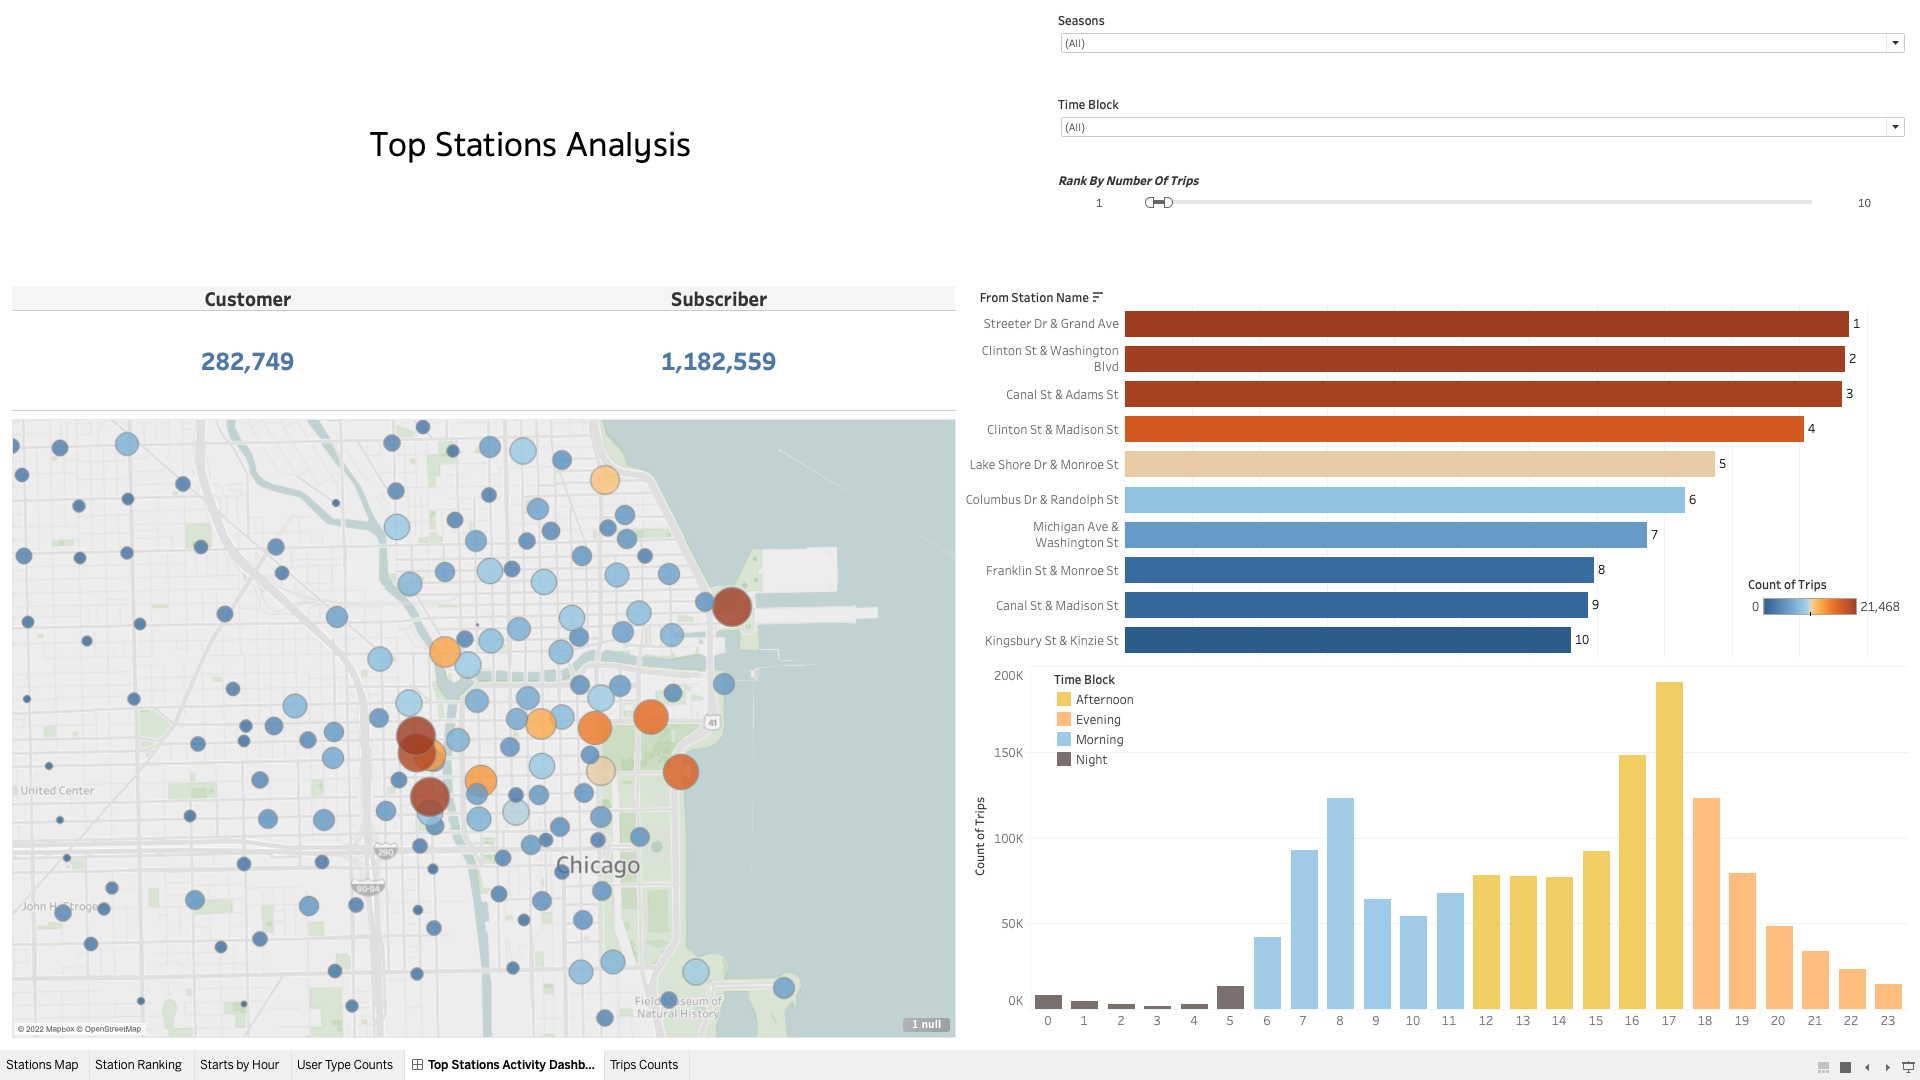 Seasons
(All)
Time Block
(All)
Top Stations Analysis
Rank By Number Of Trips
1 10
Customer Subscriber
282,749 1,182,559
From Station Name
Streeter Dr & Grand Ave 1
Clinton St & Washington
Blvd 2
Canal St & Adams St 3
Clinton St & Madison St 4
Lake Shore Dr & Monroe St 5
Columbus Dr & Randolph St 6
Michigan Ave &
Washington St 7
Franklin St & Monroe St 8
Canal St & Madison St 9
Kingsbury St & Kinzie St 10
Count of Trips
0 21,468
41
United Center
290
Chicago
90-94
John H. Stroge
Field Museum of
Natural History
© 2022 Mapbox © OpenStreetMap
1 null
Time Block
Afternoon
Evening
Morning
Night
Count of Trips
200K
150K
100K
50K
0K
0 1 2 3 4 5 6 7 8 9 10 11 12 13 14 15 16 17 18 19 20 21 22 23
Stations Map Station Ranking Starts by Hour User Type Counts Top Stations Activity Dashb... Trips Counts